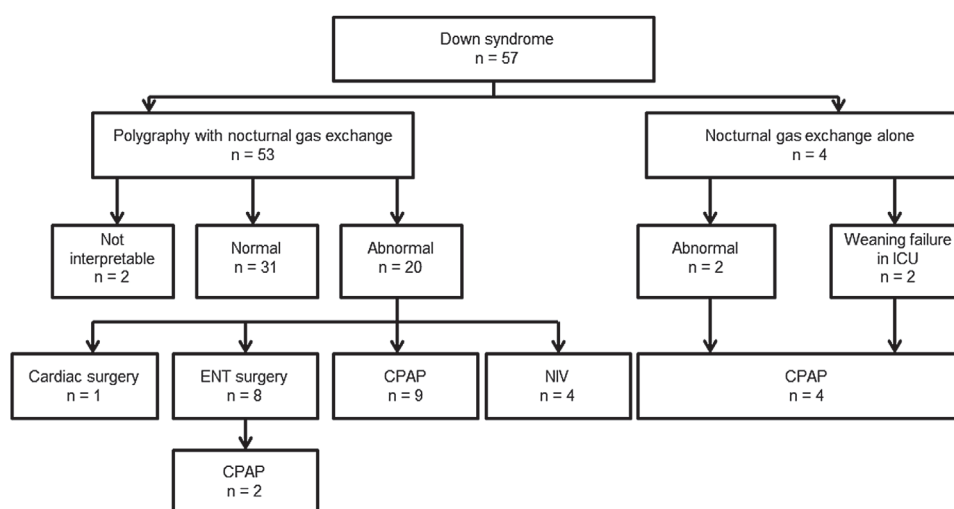 Down syndrome
n = 57
Polygraphy with nocturnal gas exchange
n = 53
Nocturnal gas exchange alone
n = 4
Not
interpretable
n = 2
Normal
n = 31
Abnormal
n = 20
Abnormal
n = 2
Weaning failure
in ICU
n = 2
Cardiac surgery
n = 1
ENT surgery
n = 8
CPAP
n = 9
NIV
n = 4
CPAP
n = 4
CPAP
n = 2